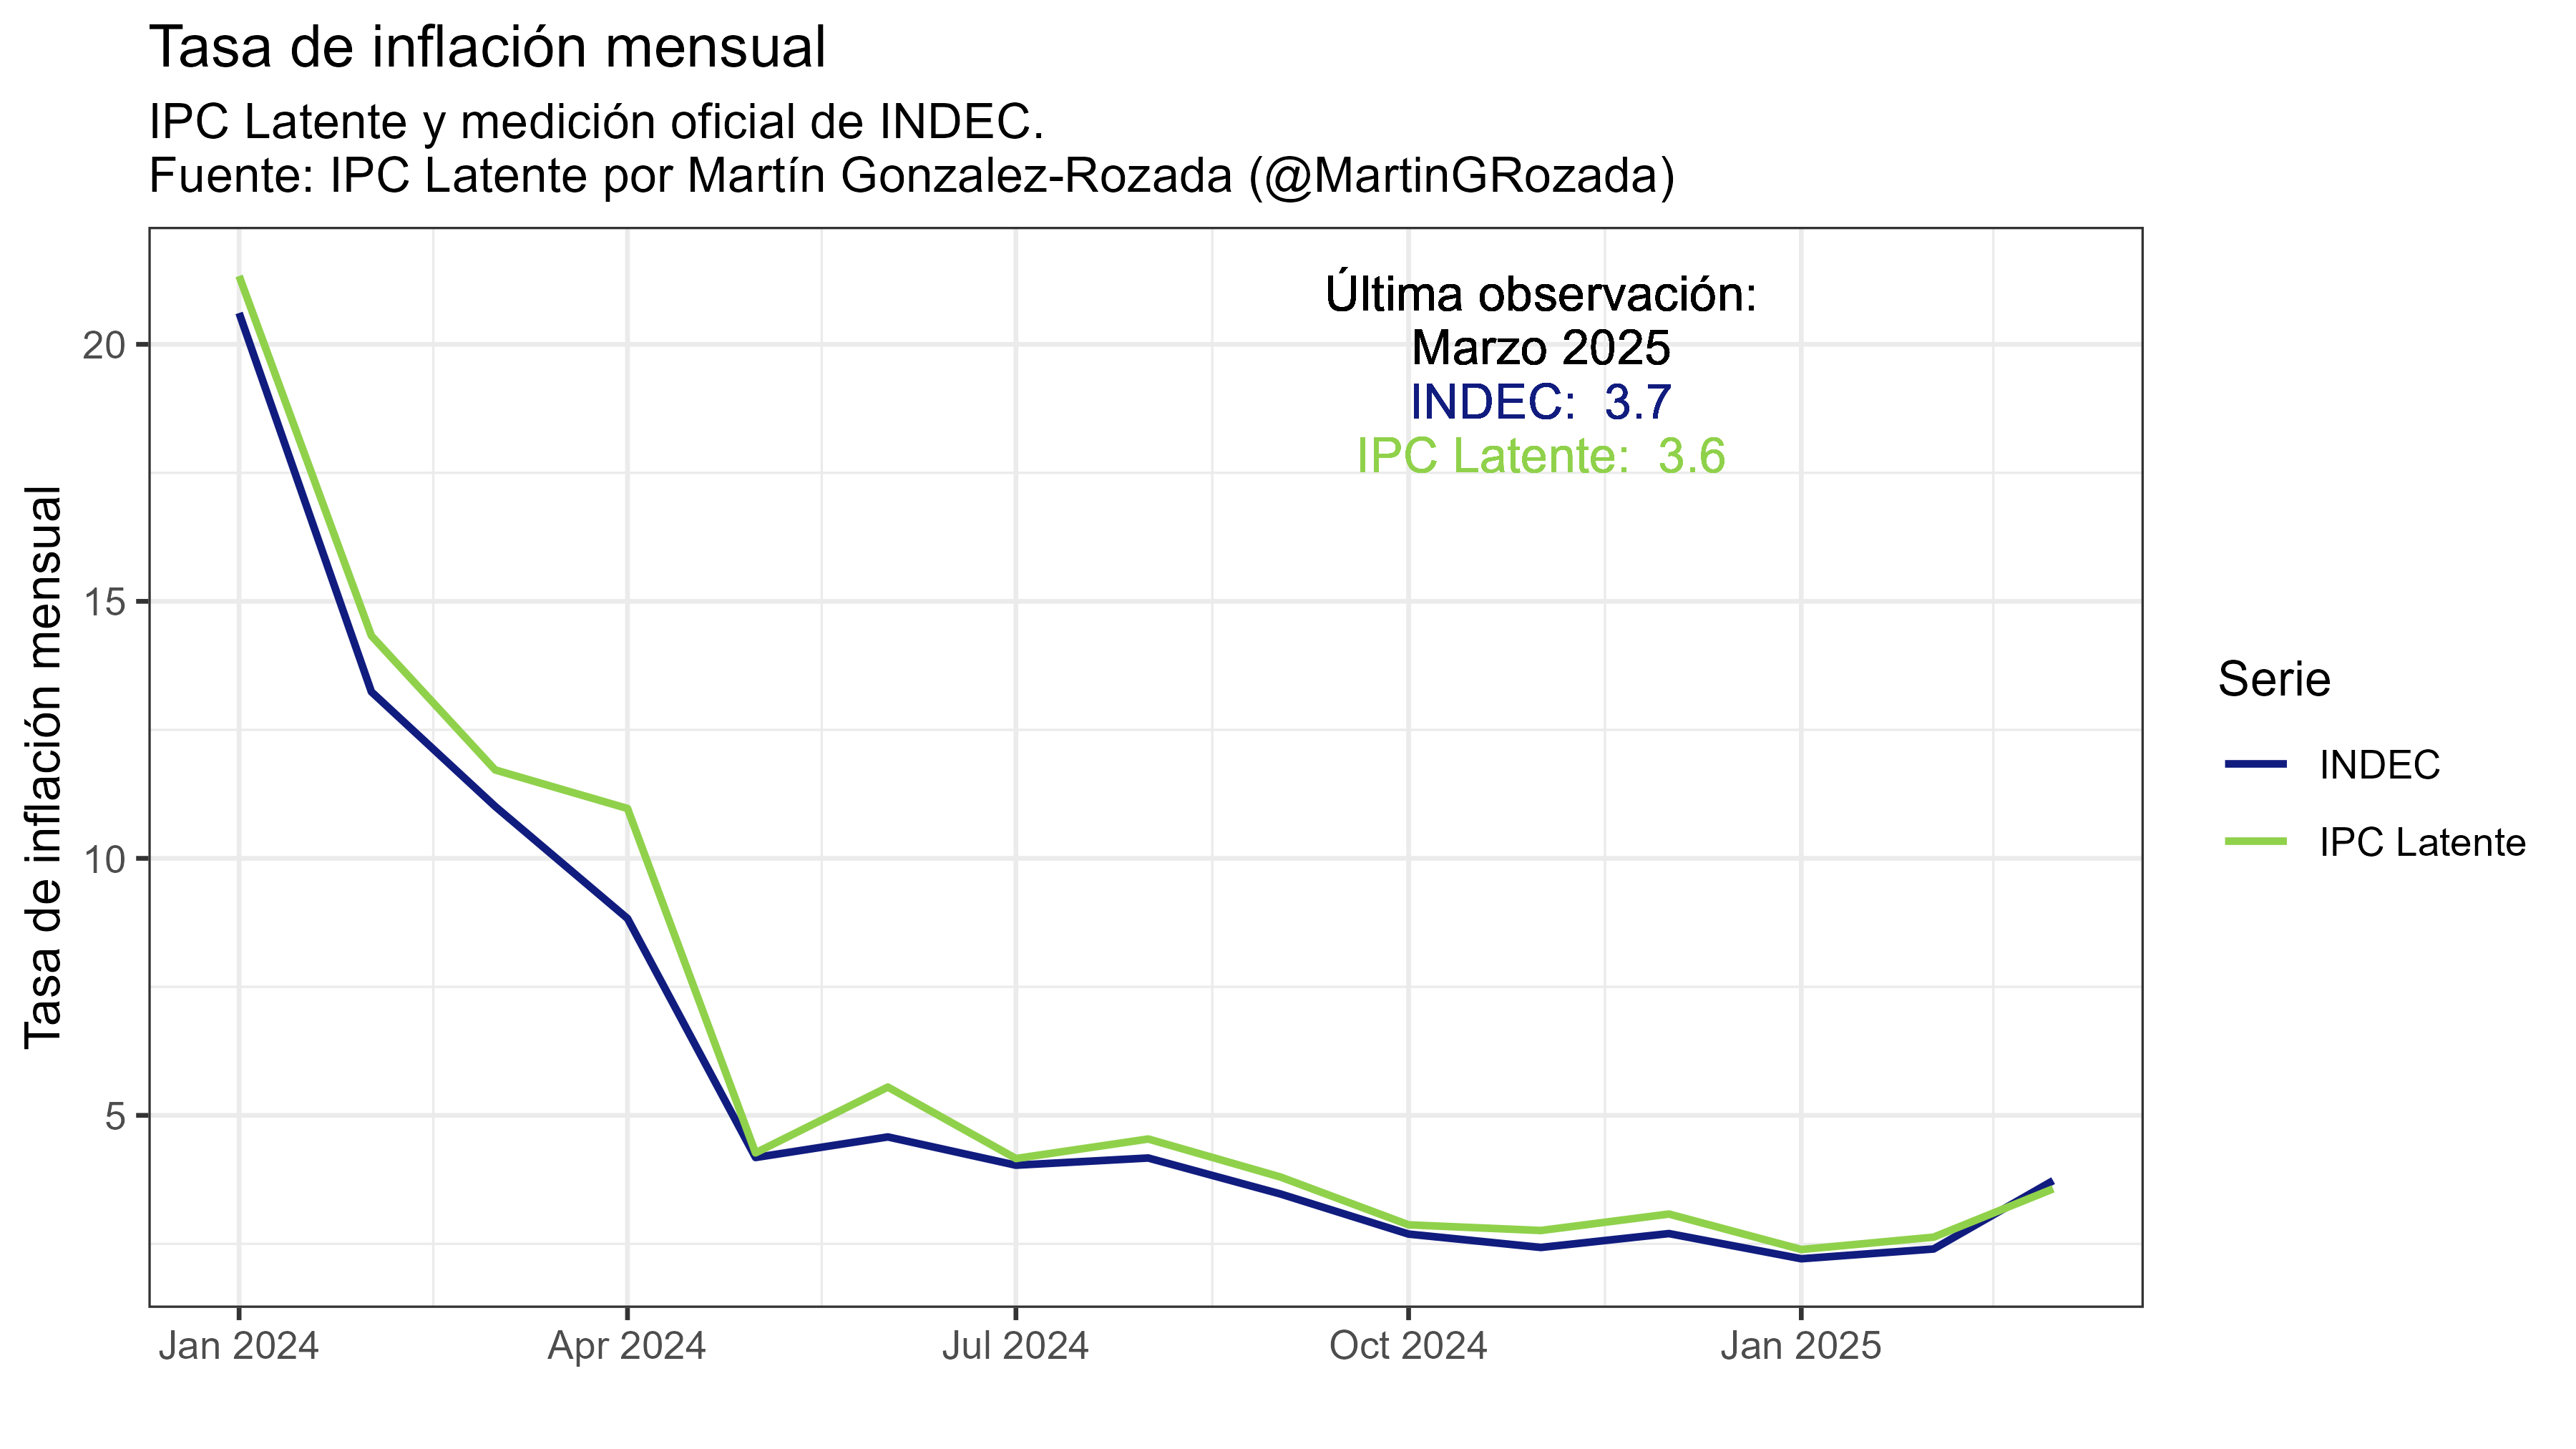 Tasa de inflación mensual
IPC Latente y medición oficial de INDEC.
Fuente: IPC Latente por Martín Gonzalez-Rozada (@MartinGRozada)
Última observación:
Marzo 2025
INDEC:  3.7
IPC Latente:  3.6
Tasa de inflación mensual
20
15
10
5
Jan 2024
Apr 2024
Jul 2024
Oct 2024
Jan 2025
Serie
INDEC
IPC Latente